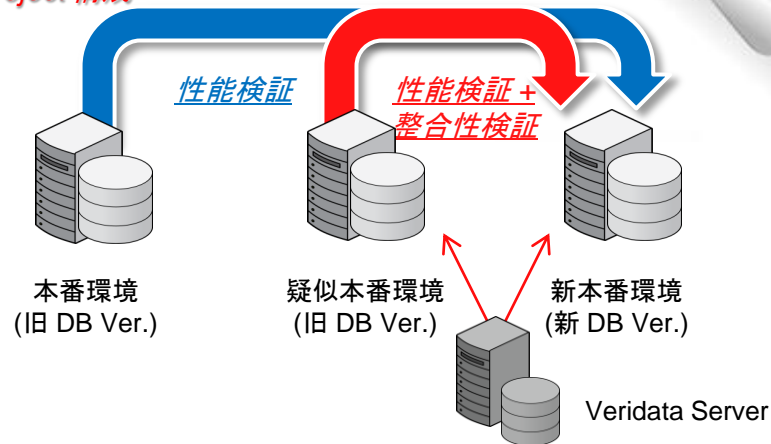 性能検証
性能検証 +
整合性検証
本番環境
(旧 DB Ver.)
疑似本番環境
(旧 DB Ver.)
新本番環境
(新 DB Ver.)
Veridata Server